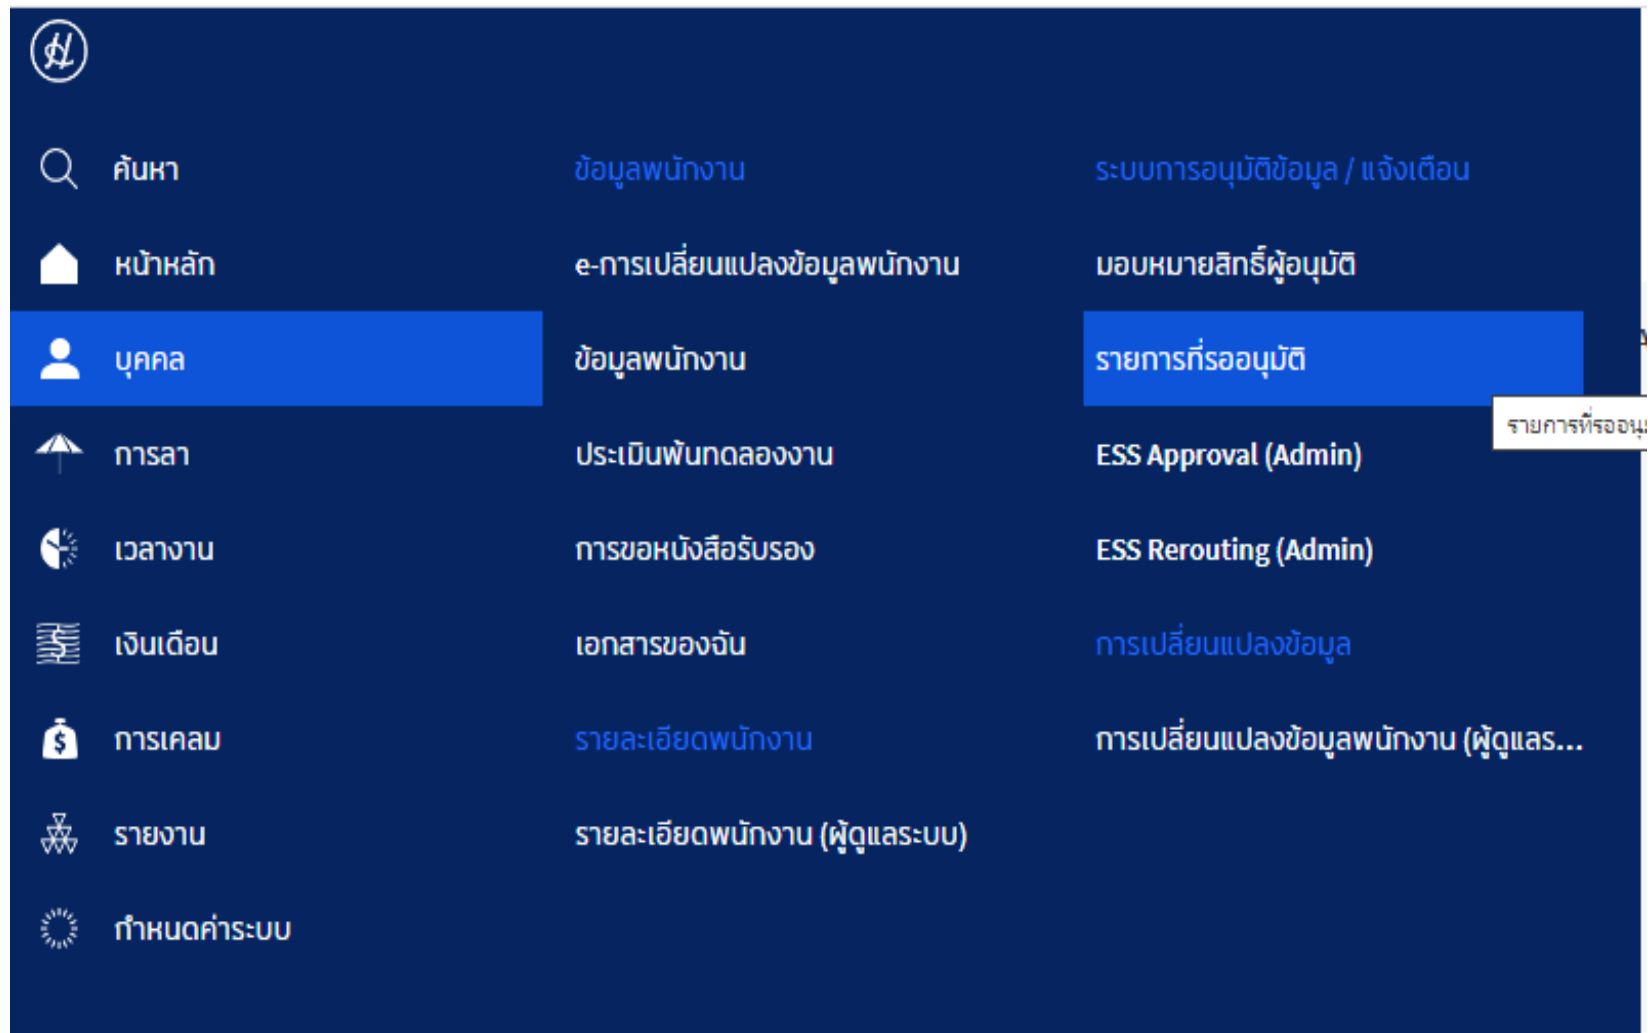 ค้นหา
หน้าหลัก
บุคคล
การลา
เวลางาน
เงินเดือน
การเคลม
รายงาน
กำหนดค่าระบบ
ข้อมูลพนักงาน
e-การเปลี่ยนแปลงข้อมูลพนักงาน
ข้อมูลพนักงาน
ประเมินพ้นทดลองงาน
การขอหนังสือรับรอง
เอกสารของฉัน
รายละเอียดพนักงาน
รายละเอียดพนักงาน (ผู้ดูแลระบบ)
ระบบการอนุมัติข้อมูล / แจ้งเตือน
มอบหมายสิทธิ์ผู้อนุมัติ
รายการที่รออนุมัติ
ESS Approval (Admin)
ESS Rerouting (Admin)
การเปลี่ยนแปลงข้อมูล
การเปลี่ยนแปลงข้อมูลพนักงาน (ผู้ดูแลร...
รายการที่รออนุ